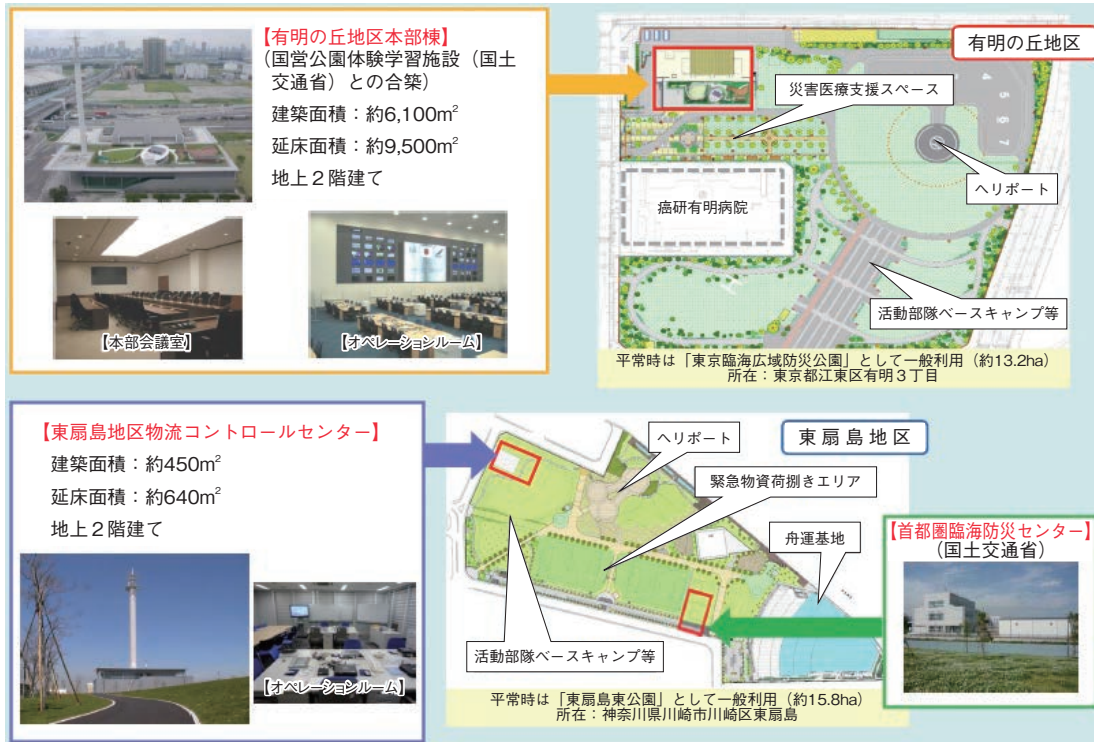 【有明の丘地区本部棟】
(国営公園体験学習施設(国土
交通省)との合築)
建築面積:約6,100m²
延床面積:約9,500m²
地上2階建て
【本部会議室】
【オペレーションルーム】
有明の丘地区
災害医療支援スペース
4
5
6
7
ヘリポート
癌研有明病院
活動部隊ベースキャンプ等
平常時は「東京臨海広域防災公園」として一般利用(約13.2ha)
所在:東京都江東区有明3丁目
【東扇島地区物流コントロールセンター】
建築面積:約450m²
延床面積:約640m²
地上2階建て
【オペレーションルーム】
東扇島地区
ヘリポート
緊急物資荷捌きエリア
舟運基地
活動部隊ベースキャンプ等
平常時は「東扇島東公園」として一般利用(約15.8ha)
所在:神奈川県川崎市川崎区東扇島
【首都圏臨海防災センター】
(国土交通省)